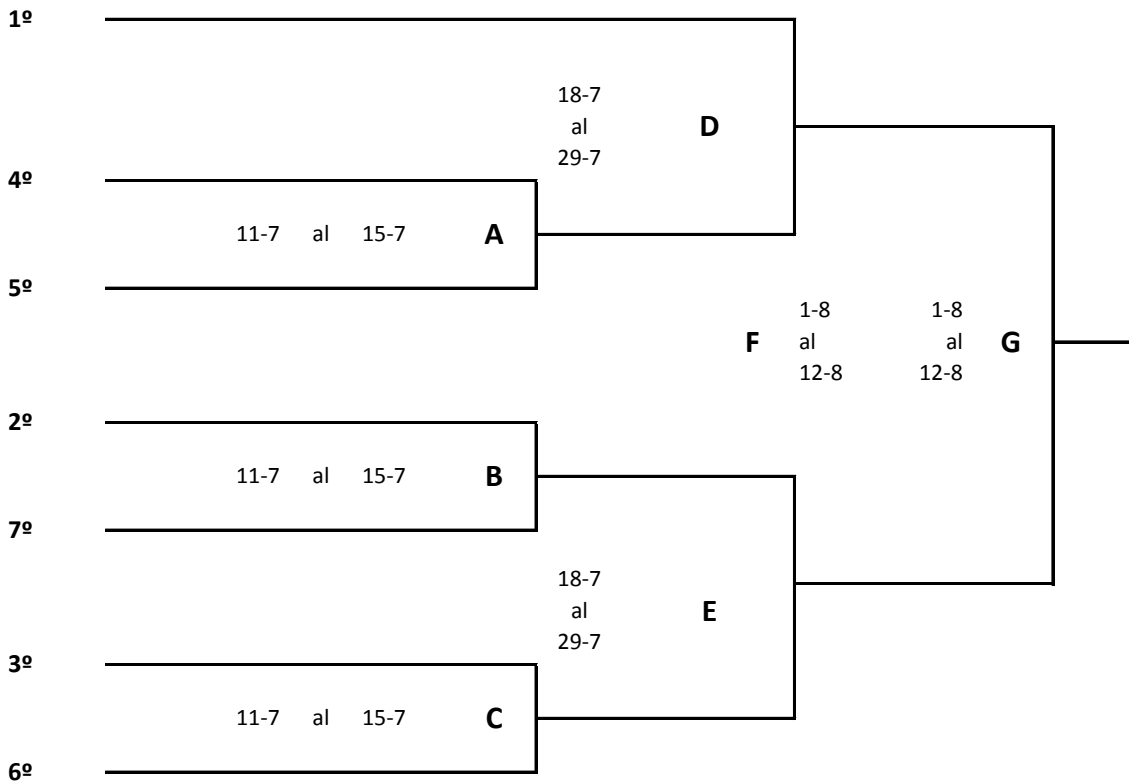 1º
18-7
al
29-7
D
4º
11-7 al 15-7 A
5º
F
1-8
al
12-8
1-8
al
12-8
G
2º
11-7 al 15-7 B
7º
18-7
al
29-7
E
3º
11-7 al 15-7 C
6º